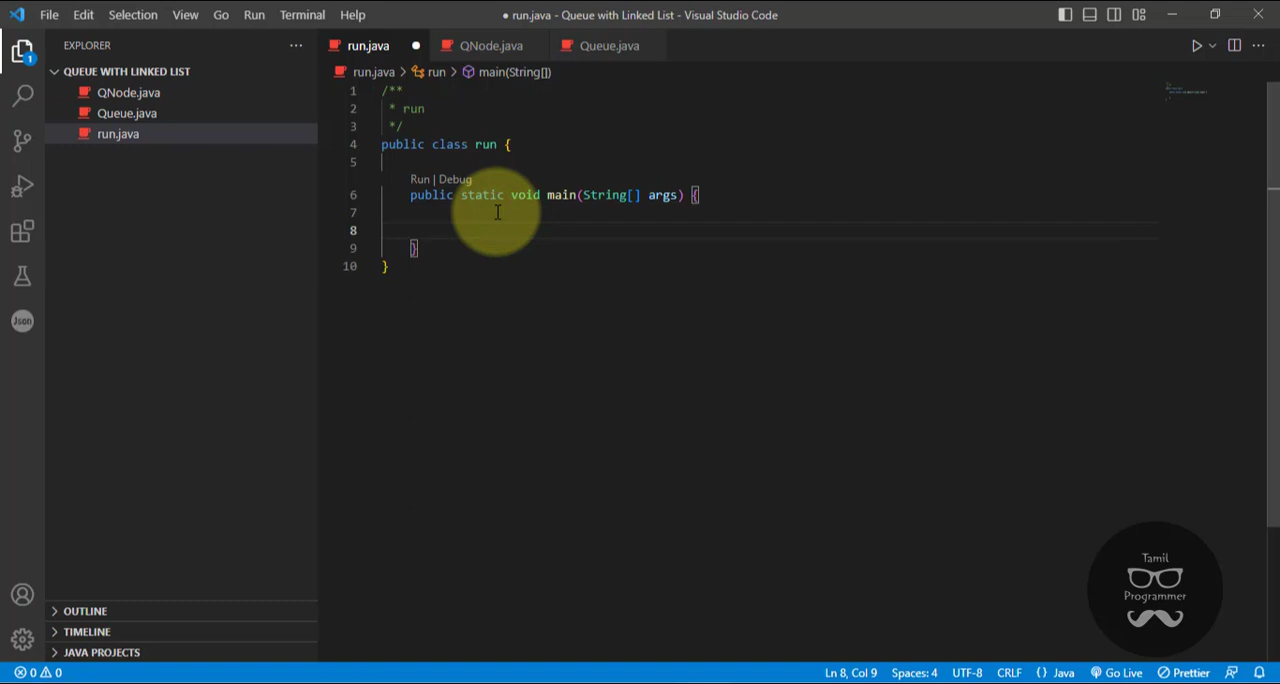 File Edit Selection View Go Run Terminal Help
● run.java - Queue with Linked List - Visual Studio Code
EXPLORER
run.java
QNode.java
Queue.java
1
QUEUE WITH LINKED LIST
run.java > run > main(String[])
QNode.java
Queue.java
run.java
1 /**
2 * run
3 */
4 public class run {
5
Run | Debug
6 public static void main(String[] args) {
7
8
9 }
10 }
Json
Tamil
Programmer
OUTLINE
TIMELINE
JAVA PROJECTS
0 0
Ln 8, Col 9 Spaces: 4 UTF-8 CRLF {} Java Go Live Prettier